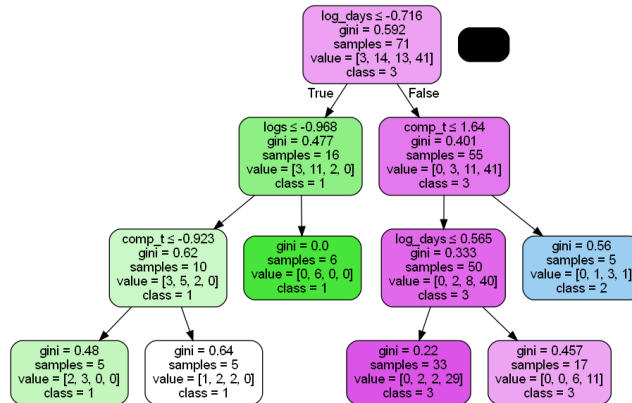 log_days ≤ -0.716
gini = 0.592
samples = 71
value = [3, 14, 13, 41]
class = 3
True
False
logs ≤ -0.968
gini = 0.477
samples = 16
value = [3, 11, 2, 0]
class = 1
comp_t ≤ 1.64
gini = 0.401
samples = 55
value = [0, 3, 11, 41]
class = 3
comp_t ≤ -0.923
gini = 0.62
samples = 10
value = [3, 5, 2, 0]
class = 1
gini = 0.0
samples = 6
value = [0, 6, 0, 0]
class = 1
log_days ≤ 0.565
gini = 0.333
samples = 50
value = [0, 2, 8, 40]
class = 3
gini = 0.56
samples = 5
value = [0, 1, 3, 1]
class = 2
gini = 0.48
samples = 5
value = [2, 3, 0, 0]
class = 1
gini = 0.64
samples = 5
value = [1, 2, 2, 0]
class = 1
gini = 0.22
samples = 33
value = [0, 2, 2, 29]
class = 3
gini = 0.457
samples = 17
value = [0, 0, 6, 11]
class = 3